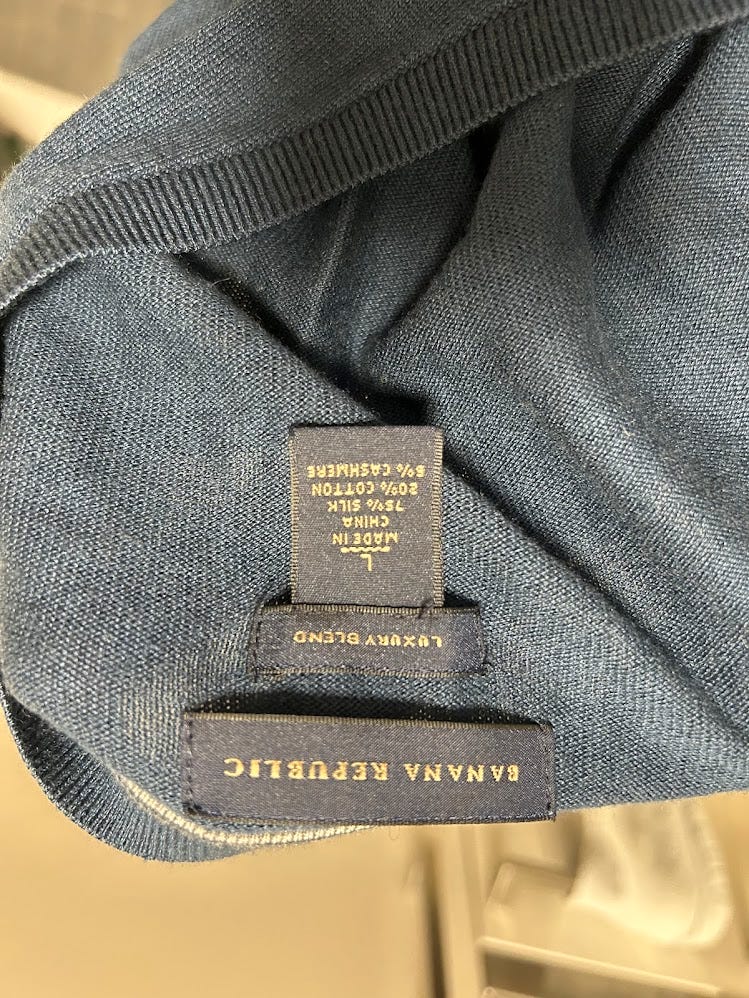 BANANA REPUBLIC
LUXURY BLEND
L
MADE IN
CHINA
75% SILK
20% COTTON
5% CASHMERE